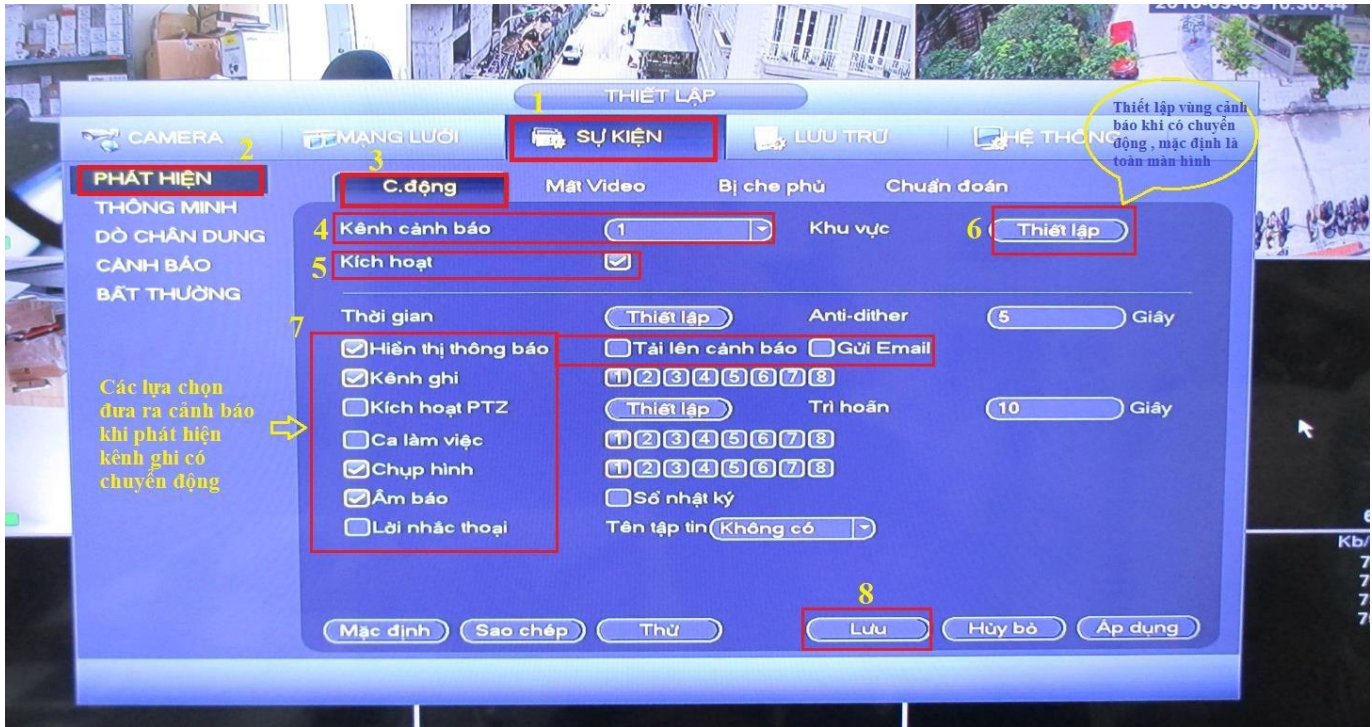 THIẾT LẬP
1
CAMERA
MẠNG LƯỚI
SỰ KIỆN
LƯU TRỮ
HỆ THỐNG
Thiết lập vùng cảnh
báo khi có chuyển
động , mặc định là
toàn màn hình
2
3
PHÁT HIỆN
THÔNG MINH
DÒ CHÂN DUNG
CẢNH BÁO
BẤT THƯỜNG
C.động
Mất Video
Bị che phủ
Chuẩn đoán
4
Kênh cảnh báo
1
Khu vực
6
Thiết lập
5
Kích hoạt
7
Thời gian
Thiết lập
Anti-dither
5
Giây
Hiển thị thông báo
Tải lên cảnh báo
Gửi Email
Kênh ghi
1 2 3 4 5 6 7 8
Kích hoạt PTZ
Thiết lập
Trì hoãn
10
Giây
Ca làm việc
1 2 3 4 5 6 7 8
Chụp hình
1 2 3 4 5 6 7 8
Âm báo
Sổ nhật ký
Lời nhắc thoại
Tên tập tin
Không có
Các lựa chọn
đưa ra cảnh báo
khi phát hiện
kênh ghi có
chuyển động
8
Mặc định
Sao chép
Thử
Lưu
Hủy bỏ
Áp dụng
Kb/